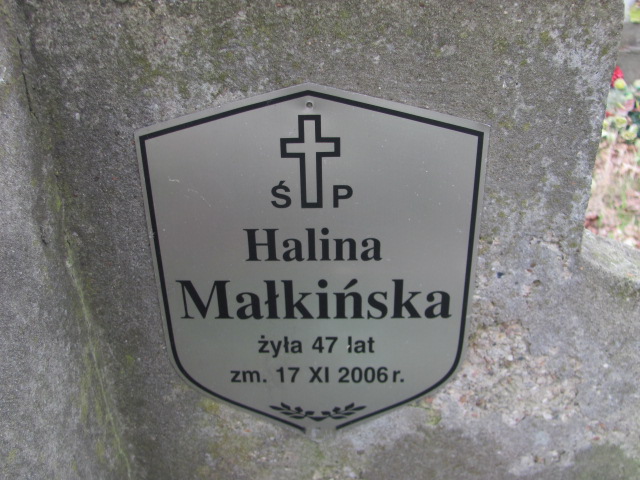 Ś P
Halina
Małkińska
żyła 47 lat
zm. 17 XI 2006 r.